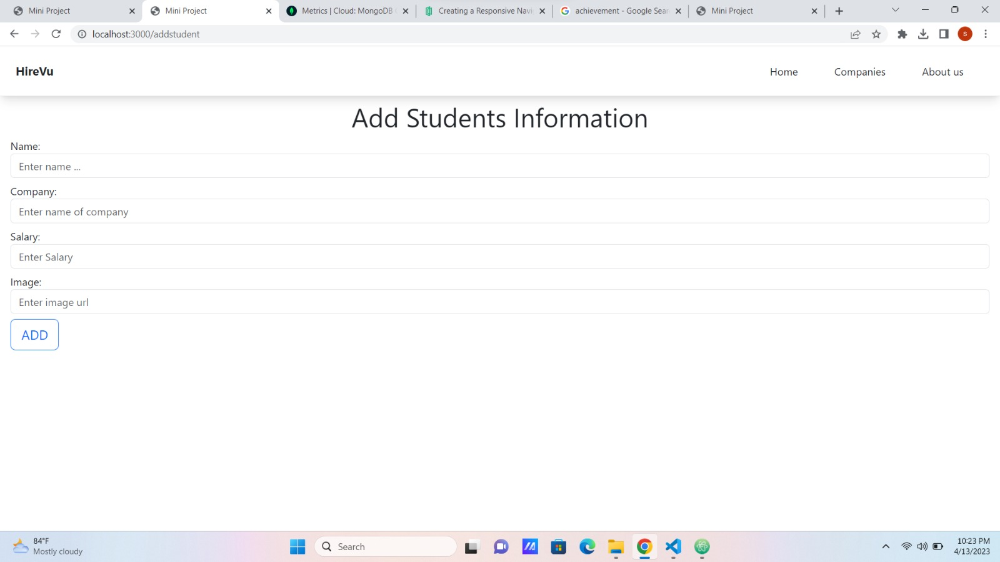 Mini Project
Mini Project
Metrics | Cloud: MongoDB
Creating a Responsive Navi
achievement - Google Sear
Mini Project
localhost:3000/addstudent
S
HireVu
Home
Companies
About us
Add Students Information
Name:
Enter name ...
Company:
Enter name of company
Salary:
Enter Salary
Image:
Enter image url
ADD
84°F
Mostly cloudy
Search
10:23 PM
4/13/2023